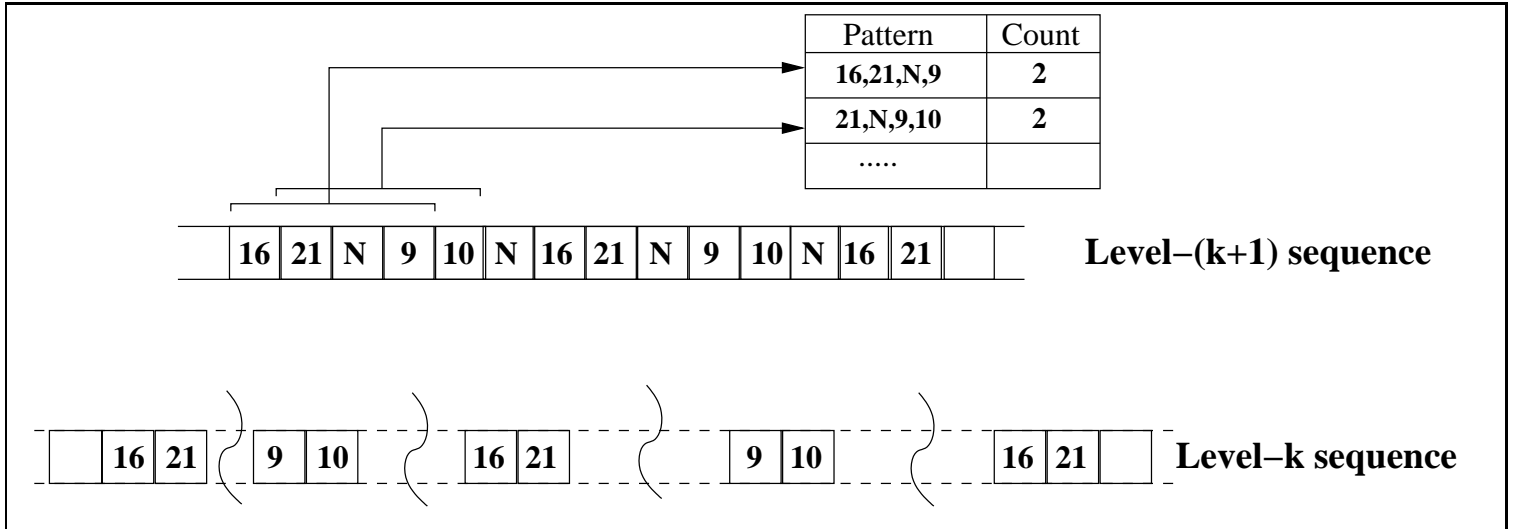 Pattern Count
16,21,N,9 2
21,N,9,10 2
.....
16 21 N 9 10 N 16 21 N 9 10 N 16 21 Level−(k+1) sequence
16 21 9 10 16 21 9 10 16 21 Level−k sequence